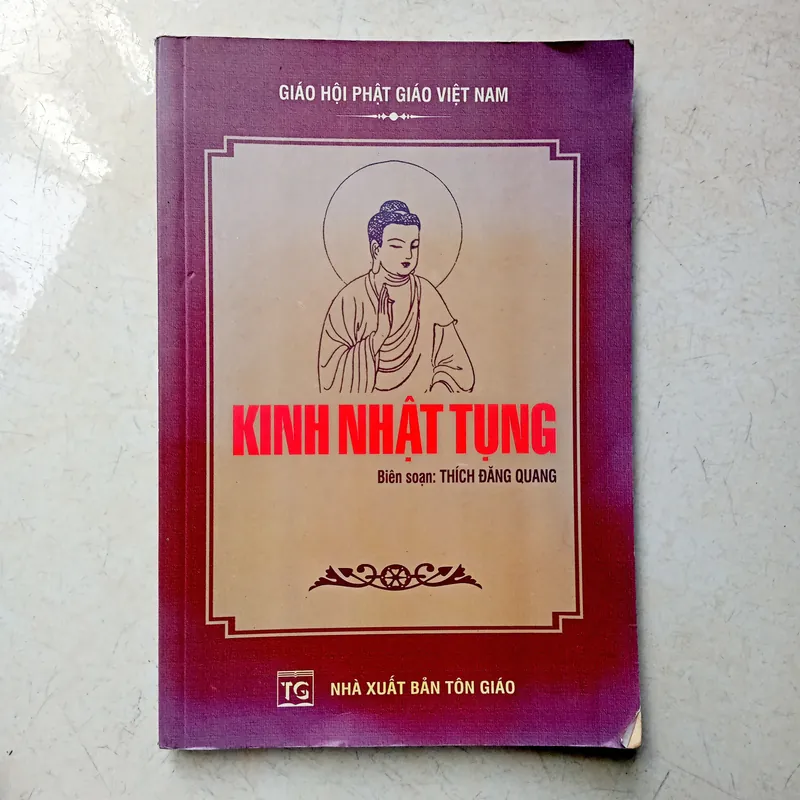 GIÁO HỘI PHẬT GIÁO VIỆT NAM
KINH NHẬT TỤNG
Biên soạn: THÍCH ĐĂNG QUANG
TG
NHÀ XUẤT BẢN TÔN GIÁO